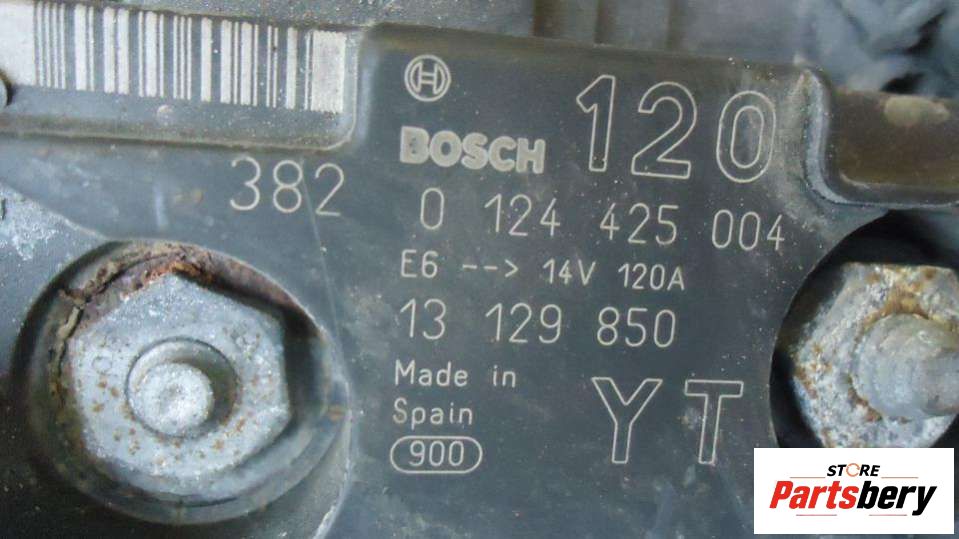 BOSCH 120
382
0 124 425 004
E6 --> 14V 120A
13 129 850
Made in
Spain
YT
900
STORE
Partsbery